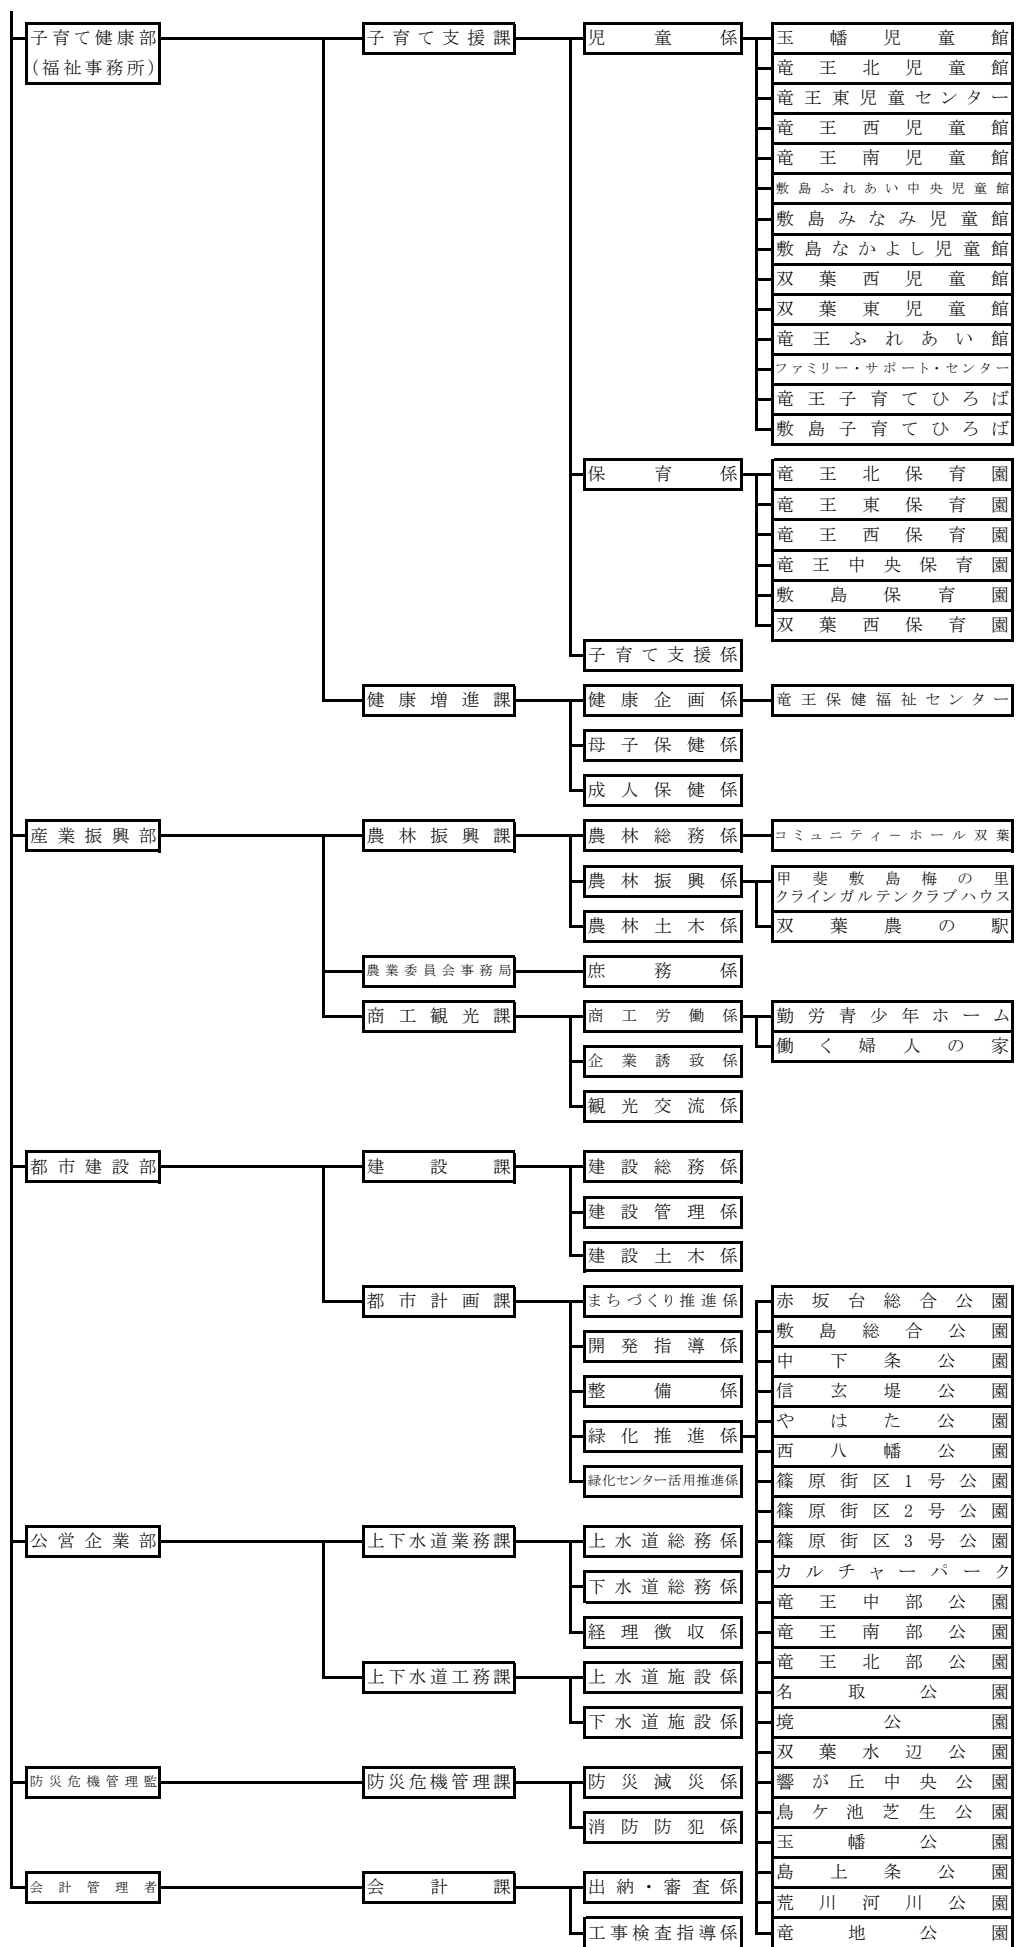 子育て健康部
(福祉事務所)
子育て支援課
児童係
玉幡児童館
竜王北児童館
竜王東児童センター
竜王西児童館
竜王南児童館
敷島ふれあい中央児童館
敷島みなみ児童館
敷島なかよし児童館
双葉西児童館
双葉東児童館
竜王ふれあい館
ファミリー・サポート・センター
竜王子育てひろば
敷島子育てひろば
保育係
竜王北保育園
竜王東保育園
竜王西保育園
竜王中央保育園
敷島保育園
双葉西保育園
子育て支援係
健康増進課
健康企画係
竜王保健福祉センター
母子保健係
成人保健係
産業振興部
農林振興課
農林総務係
コミュニティーホール双葉
農林振興係
甲斐敷島梅の里
クラインガルテンクラブハウス
双葉農の駅
農林土木係
農業委員会事務局
庶務係
商工観光課
商工労働係
勤労青少年ホーム
働く婦人の家
企業誘致係
観光交流係
都市建設部
建設課
建設総務係
建設管理係
建設土木係
都市計画課
まちづくり推進係
開発指導係
整備係
緑化推進係
赤坂台総合公園
敷島総合公園
中下条公園
信玄堤公園
やはた公園
西八幡公園
篠原街区1号公園
篠原街区2号公園
篠原街区3号公園
カルチャーパーク
竜王中部公園
竜王南部公園
竜王北部公園
名取公園
境公園
双葉水辺公園
響が丘中央公園
鳥ケ池芝生公園
玉幡公園
島上条公園
荒川河川公園
竜地公園
緑化センター活用推進係
公営企業部
上下水道業務課
上水道総務係
下水道総務係
経理徴収係
上下水道工務課
上水道施設係
下水道施設係
防災危機管理監
防災危機管理課
防災減災係
消防防犯係
会計管理者
会計課
出納・審査係
工事検査指導係